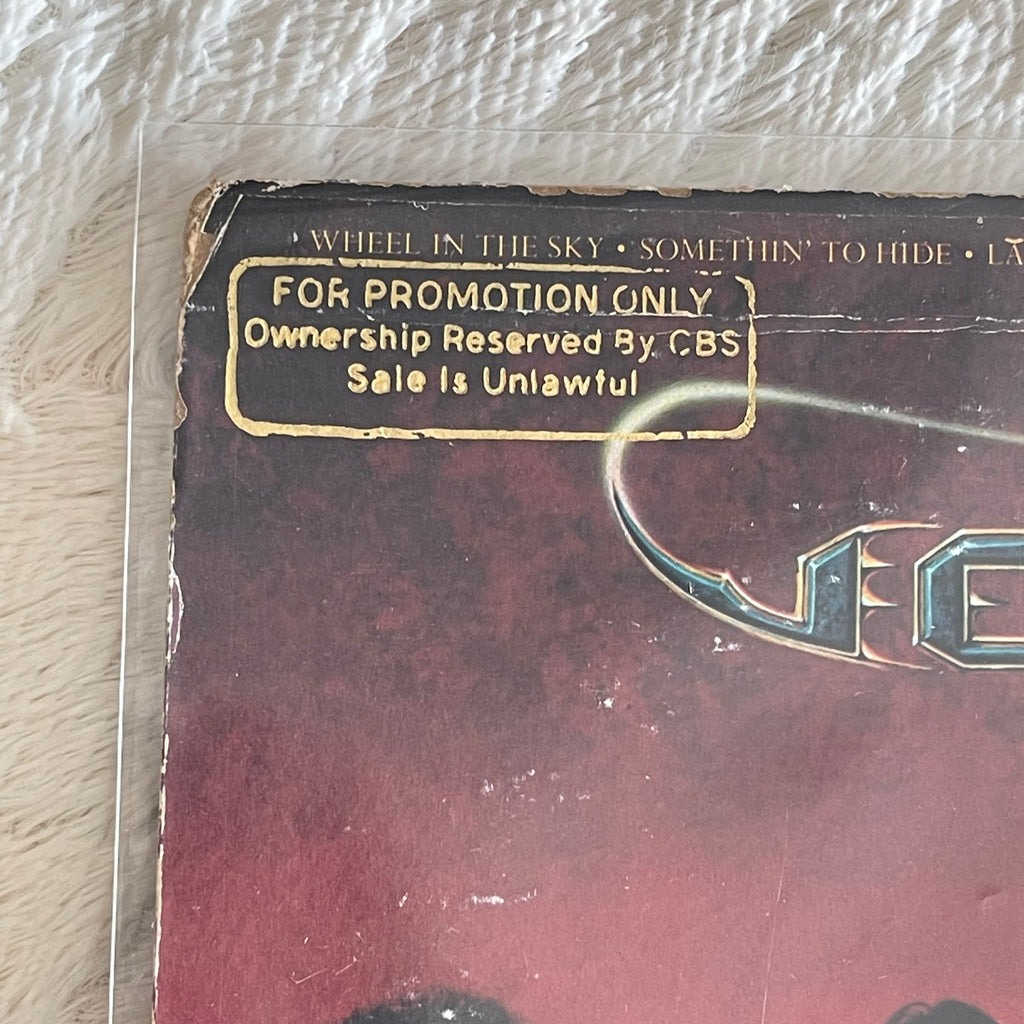 WHEEL IN THE SKY • SOMETHIN' TO HIDE •
FOR PROMOTION ONLY
Ownership Reserved By CBS
Sale Is Unlawful